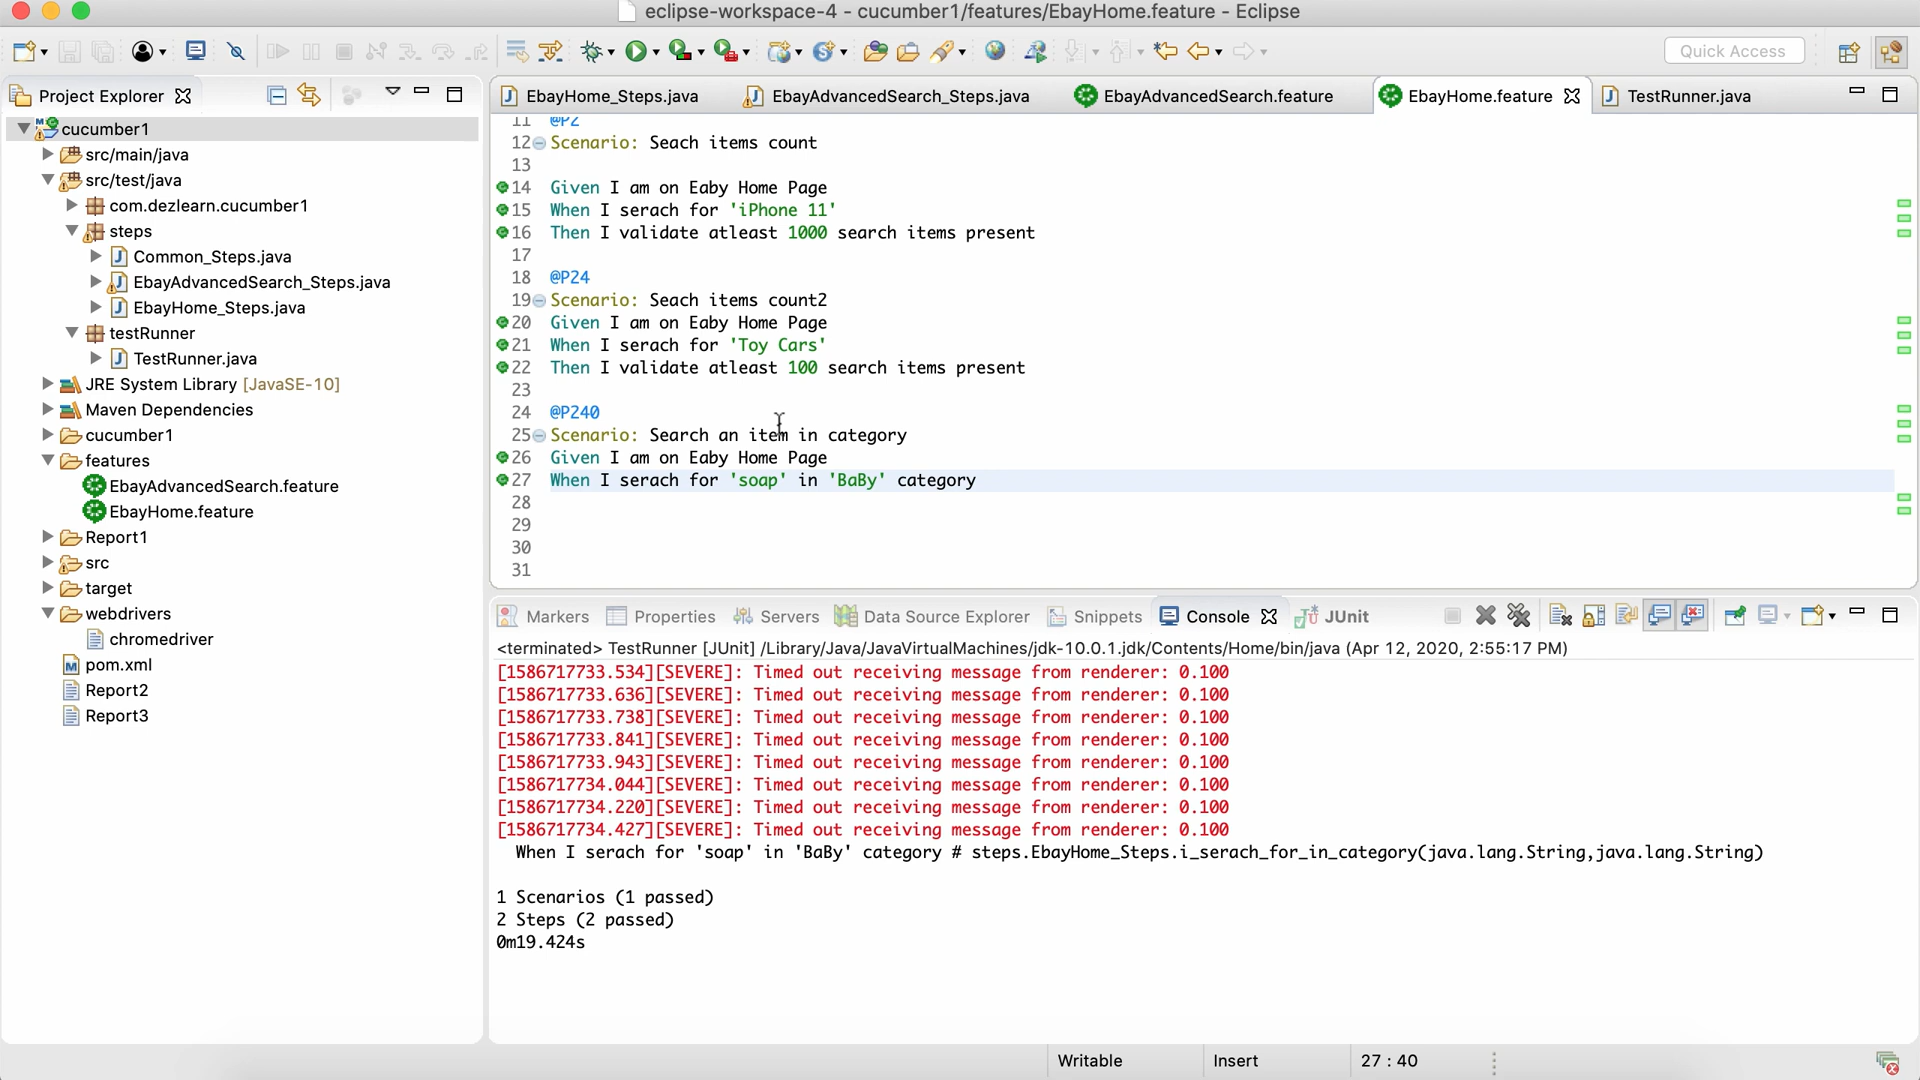 eclipse-workspace-4 - cucumber1/features/EbayHome.feature - Eclipse
Quick Access
Project Explorer
cucumber1
src/main/java
src/test/java
com.dezlearn.cucumber1
steps
Common_Steps.java
EbayAdvancedSearch_Steps.java
EbayHome_Steps.java
testRunner
TestRunner.java
JRE System Library [JavaSE-10]
Maven Dependencies
cucumber1
features
EbayAdvancedSearch.feature
EbayHome.feature
Report1
src
target
webdrivers
chromedriver
pom.xml
Report2
Report3
EbayHome_Steps.java EbayAdvancedSearch_Steps.java EbayAdvancedSearch.feature EbayHome.feature TestRunner.java
11 @P2
12 Scenario: Seach items count
13
14 Given I am on Eaby Home Page
15 When I serach for 'iPhone 11'
16 Then I validate atleast 1000 search items present
17
18 @P24
19 Scenario: Seach items count2
20 Given I am on Eaby Home Page
21 When I serach for 'Toy Cars'
22 Then I validate atleast 100 search items present
23
24 @P240
25 Scenario: Search an item in category
26 Given I am on Eaby Home Page
27 When I serach for 'soap' in 'BaBy' category
28
29
30
31
Markers Properties Servers Data Source Explorer Snippets Console JUnit
<terminated> TestRunner [JUnit] /Library/Java/JavaVirtualMachines/jdk-10.0.1.jdk/Contents/Home/bin/java (Apr 12, 2020, 2:55:17 PM)
[1586717733.534][SEVERE]: Timed out receiving message from renderer: 0.100
[1586717733.636][SEVERE]: Timed out receiving message from renderer: 0.100
[1586717733.738][SEVERE]: Timed out receiving message from renderer: 0.100
[1586717733.841][SEVERE]: Timed out receiving message from renderer: 0.100
[1586717733.943][SEVERE]: Timed out receiving message from renderer: 0.100
[1586717734.044][SEVERE]: Timed out receiving message from renderer: 0.100
[1586717734.220][SEVERE]: Timed out receiving message from renderer: 0.100
[1586717734.427][SEVERE]: Timed out receiving message from renderer: 0.100
When I serach for 'soap' in 'BaBy' category # steps.EbayHome_Steps.i_serach_for_in_category(java.lang.String,java.lang.String)
1 Scenarios (1 passed)
2 Steps (2 passed)
0m19.424s
Writable Insert 27 : 40